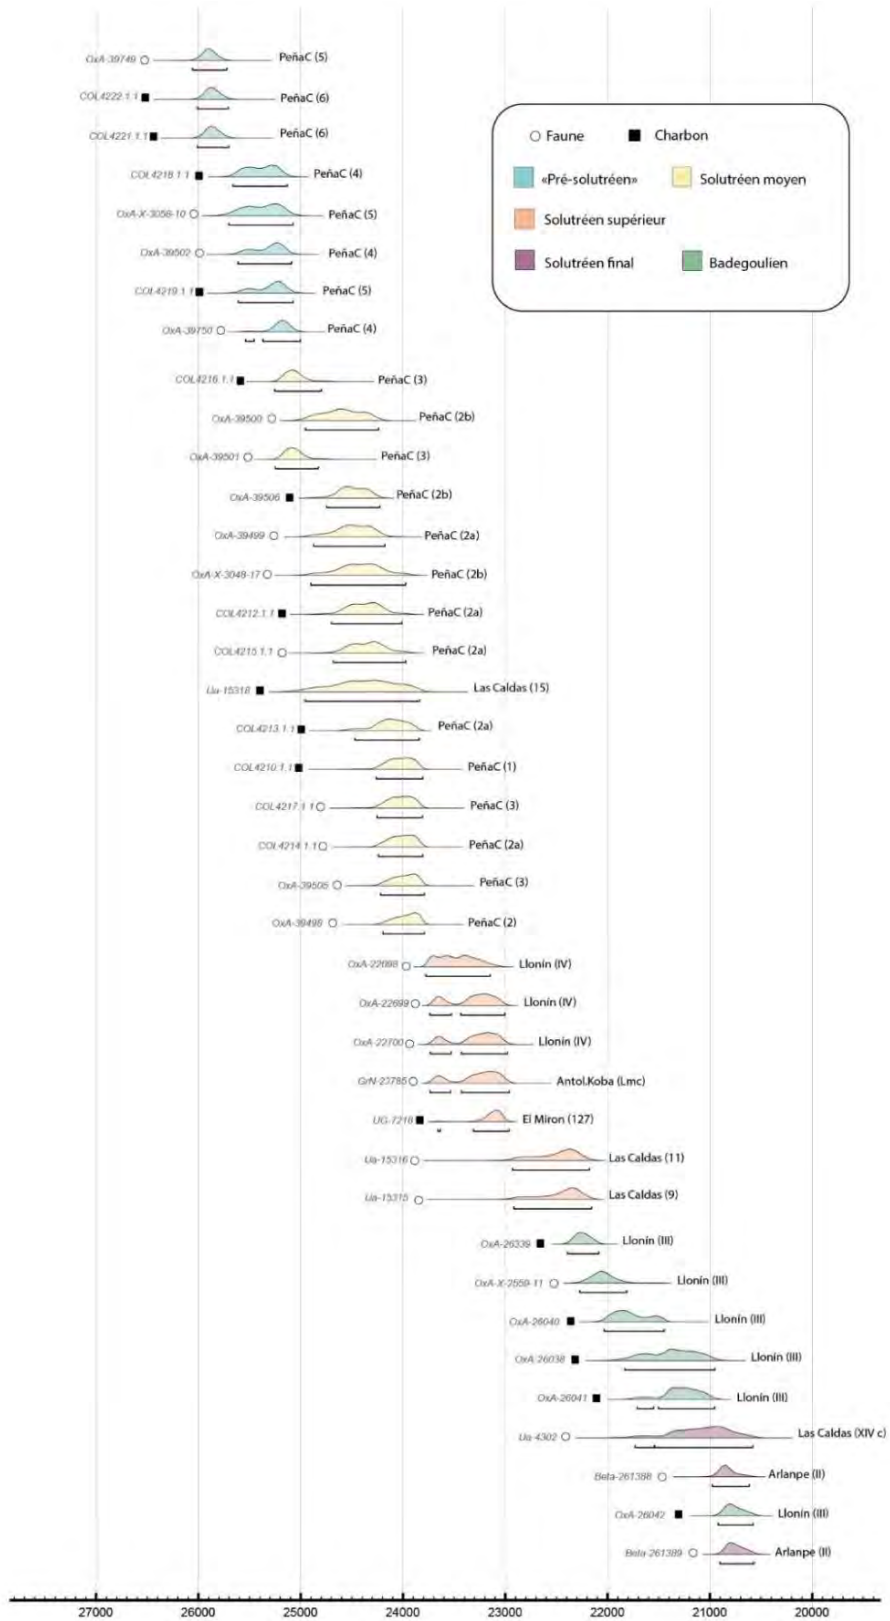 OxA-39749 PeñaC (5)
COL4222.1.1 PeñaC (6)
COL4221.1.1 PeñaC (6)
COL4218.1.1 PeñaC (4)
OxA-X-3056-10 PeñaC (5)
OxA-39502 PeñaC (4)
COL4219.1.1 PeñaC (5)
OxA-39750 PeñaC (4)
Faune Charbon
«Pré-solutréen» Solutréen moyen
Solutréen supérieur
Solutréen final Badegoulien
COL4216.1.1 PeñaC (3)
OxA-39500 PeñaC (2b)
OxA-39501 PeñaC (3)
OxA-39506 PeñaC (2b)
OxA-39499 PeñaC (2a)
OxA-X-3048-17 PeñaC (2b)
COL4212.1.1 PeñaC (2a)
COL4215.1.1 PeñaC (2a)
Ua-15318 Las Caldas (15)
COL4213.1.1 PeñaC (2a)
COL4210.1.1 PeñaC (1)
COL4217.1.1 PeñaC (3)
COL4214.1.1 PeñaC (2a)
OxA-39505 PeñaC (3)
OxA-39498 PeñaC (2)
OxA-22698 Llonín (IV)
OxA-22699 Llonín (IV)
OxA-22700 Llonín (IV)
GrN-23785 Antol.Koba (Lmc)
UG-7216 El Miron (127)
Ua-15316 Las Caldas (11)
Ua-15315 Las Caldas (9)
OxA-26339 Llonín (III)
OxA-X-2559-11 Llonín (III)
OxA-26040 Llonín (III)
OxA-26038 Llonín (III)
OxA-26041 Llonín (III)
Ua-4302 Las Caldas (XIV c)
Beta-261388 Arlanpe (II)
OxA-26042 Llonín (III)
Beta-261389 Arlanpe (II)
27000 26000 25000 24000 23000 22000 21000 20000